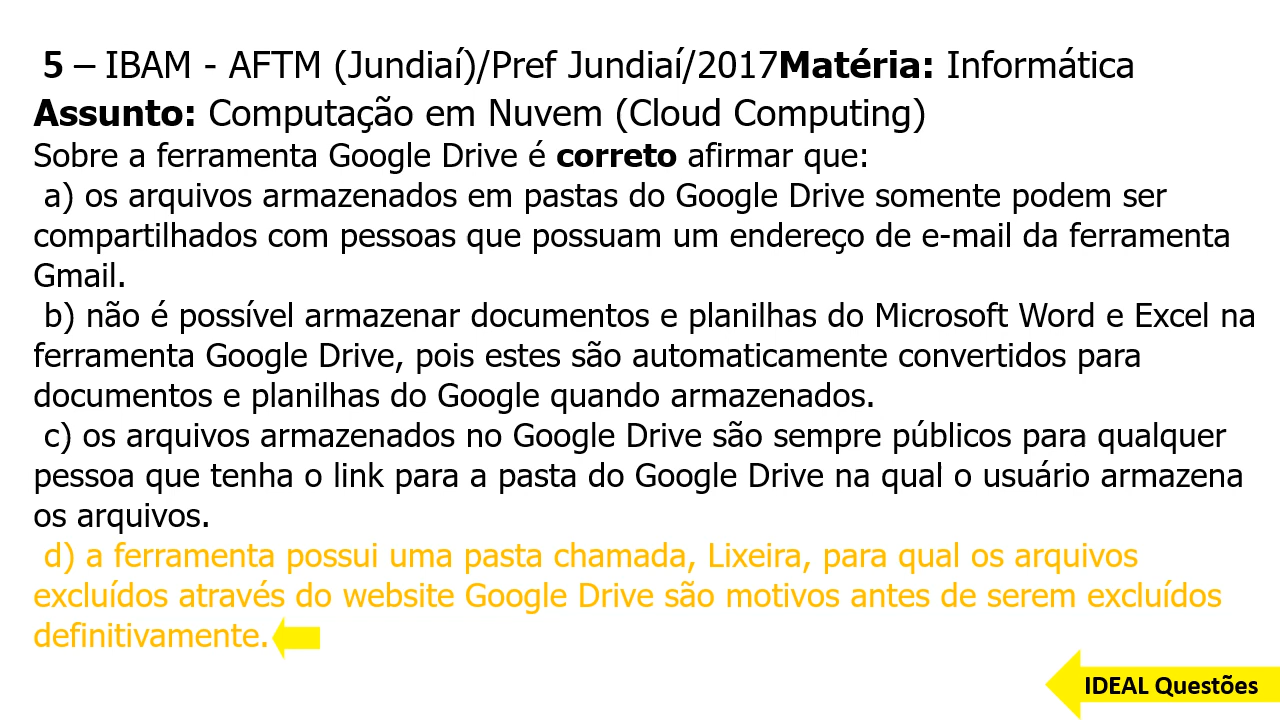 5 – IBAM - AFTM (Jundiaí)/Pref Jundiaí/2017Matéria: Informática
Assunto: Computação em Nuvem (Cloud Computing)
Sobre a ferramenta Google Drive é correto afirmar que:
a) os arquivos armazenados em pastas do Google Drive somente podem ser
compartilhados com pessoas que possuam um endereço de e-mail da ferramenta
Gmail.
b) não é possível armazenar documentos e planilhas do Microsoft Word e Excel na
ferramenta Google Drive, pois estes são automaticamente convertidos para
documentos e planilhas do Google quando armazenados.
c) os arquivos armazenados no Google Drive são sempre públicos para qualquer
pessoa que tenha o link para a pasta do Google Drive na qual o usuário armazena
os arquivos.
d) a ferramenta possui uma pasta chamada, Lixeira, para qual os arquivos
excluídos através do website Google Drive são motivos antes de serem excluídos
definitivamente.
IDEAL Questões